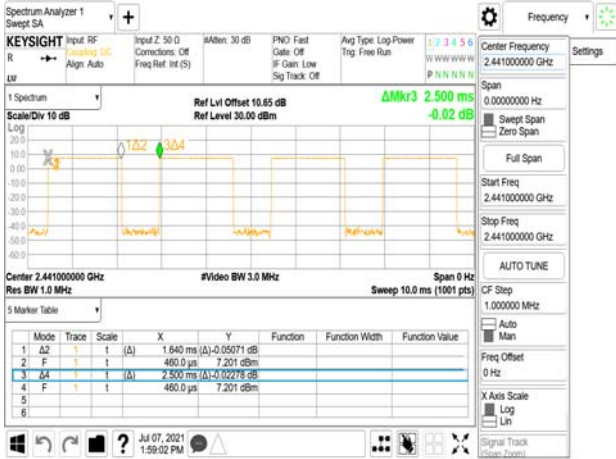 Spectrum Analyzer 1
Swept SA
+
Frequency
KEYSIGHT Input: RF Input Z: 50 Ω #Atten: 30 dB PNO: Fast Avg Type: Log-Power 1 2 3 4 5 6
R Coupling: DC Corrections: Off Gate: Off Trig: Free Run W W W W W W
Align: Auto Freq Ref: Int (S) IF Gain: Low P N N N N N
Sig Track: Off
1 Spectrum
Scale/Div 10 dB
Ref Lvl Offset 10.65 dB
Ref Level 30.00 dBm
ΔMkr3 2.500 ms
-0.02 dB
Log
20.0
10.0
0.00
-10.0
-20.0
-30.0
-40.0
-50.0
-60.0
1Δ2
3Δ4
Center 2.441000000 GHz #Video BW 3.0 MHz Span 0 Hz
Res BW 1.0 MHz Sweep 10.0 ms (1001 pts)
5 Marker Table
Mode Trace Scale X Y Function Function Width Function Value
1 Δ2 1 t (Δ) 1.640 ms (Δ) -0.05071 dB
2 F 1 t 460.0 µs 7.201 dBm
3 Δ4 1 t (Δ) 2.500 ms (Δ) -0.02278 dB
4 F 1 t 460.0 µs 7.201 dBm
5
6
Jul 07, 2021
1:59:02 PM
Center Frequency
2.441000000 GHz
Settings
Span
0.00000000 Hz
Swept Span
Zero Span
Full Span
Start Freq
2.441000000 GHz
Stop Freq
2.441000000 GHz
AUTO TUNE
CF Step
1.000000 MHz
Auto
Man
Freq Offset
0 Hz
X Axis Scale
Log
Lin
Signal Track
(Span Zoom)